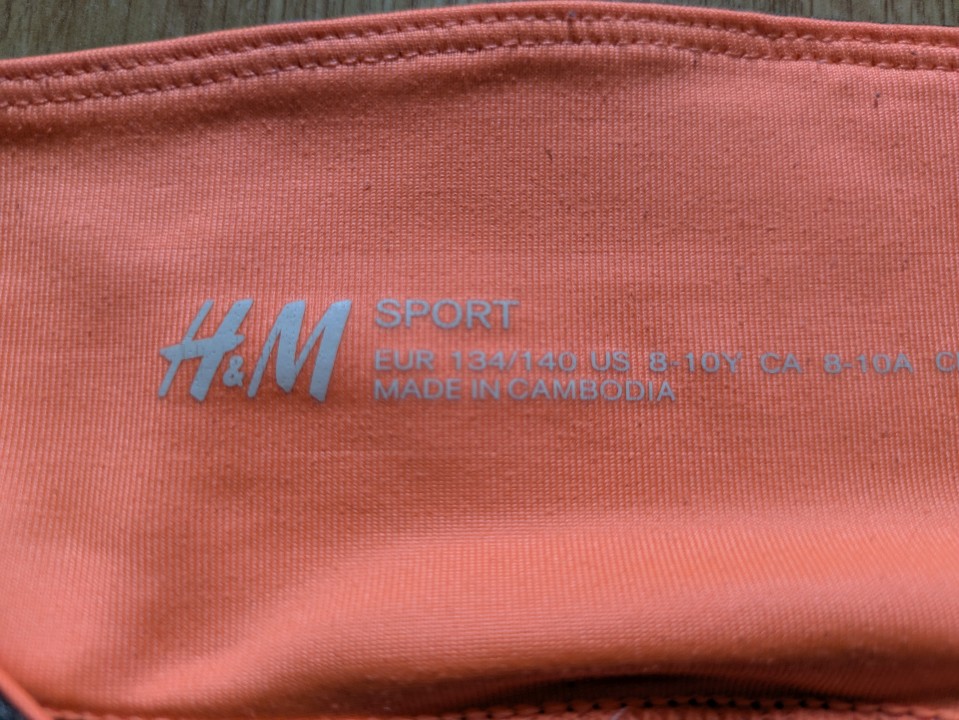 H&M
SPORT
EUR 134/140 US 8-10Y CA 8-10A
MADE IN CAMBODIA